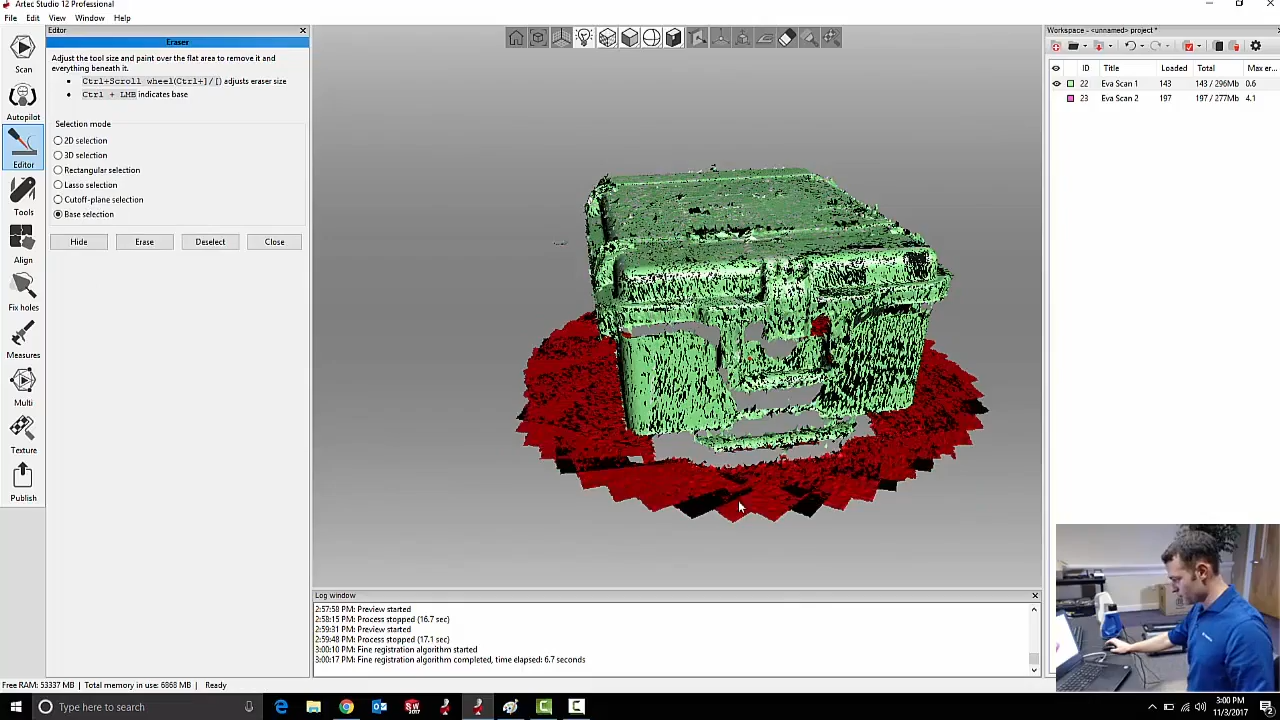 Artec Studio 12 Professional
File Edit View Window Help
Editor
Eraser
Adjust the tool size and paint over the flat area to remove it and
everything beneath it.
Ctrl+Scroll wheel(Ctrl+]/[) adjusts eraser size
Ctrl + LMB indicates base
Selection mode
2D selection
3D selection
Rectangular selection
Lasso selection
Cutoff-plane selection
Base selection
Hide Erase Deselect Close
Scan
Autopilot
Editor
Tools
Align
Fix holes
Measures
Multi
Texture
Publish
Workspace - <unnamed> project *
ID Title Loaded Total Max er...
22 Eva Scan 1 143 143 / 296Mb 0.6
23 Eva Scan 2 197 197 / 277Mb 4.1
Log window
2:57:58 PM: Preview started
2:58:15 PM: Process stopped (16.7 sec)
2:59:31 PM: Preview started
2:59:48 PM: Process stopped (17.1 sec)
3:00:10 PM: Fine registration algorithm started
3:00:17 PM: Fine registration algorithm completed, time elapsed: 6.7 seconds
Free RAM: 53337 MB Total memory in use: 6868 MB Ready
Type here to search
3:00 PM
11/3/2017